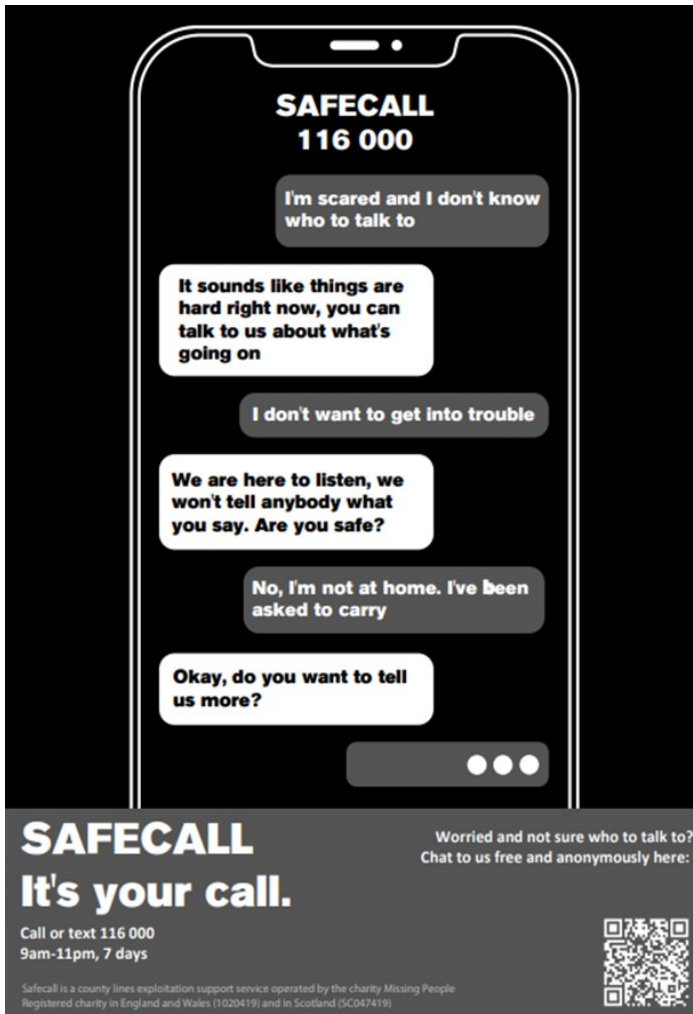 SAFECALL
116 000
I'm scared and I don't know
who to talk to
It sounds like things are
hard right now, you can
talk to us about what's
going on
I don't want to get into trouble
We are here to listen, we
won't tell anybody what
you say. Are you safe?
No, I'm not at home. I've been
asked to carry
Okay, do you want to tell
us more?
SAFECALL
It's your call.
Call or text 116 000
9am-11pm, 7 days
Worried and not sure who to talk to?
Chat to us free and anonymously here:
Safecall is a county lines exploitation support service operated by the charity Missing People
Registered charity in England and Wales (1020419) and in Scotland (SC047419)